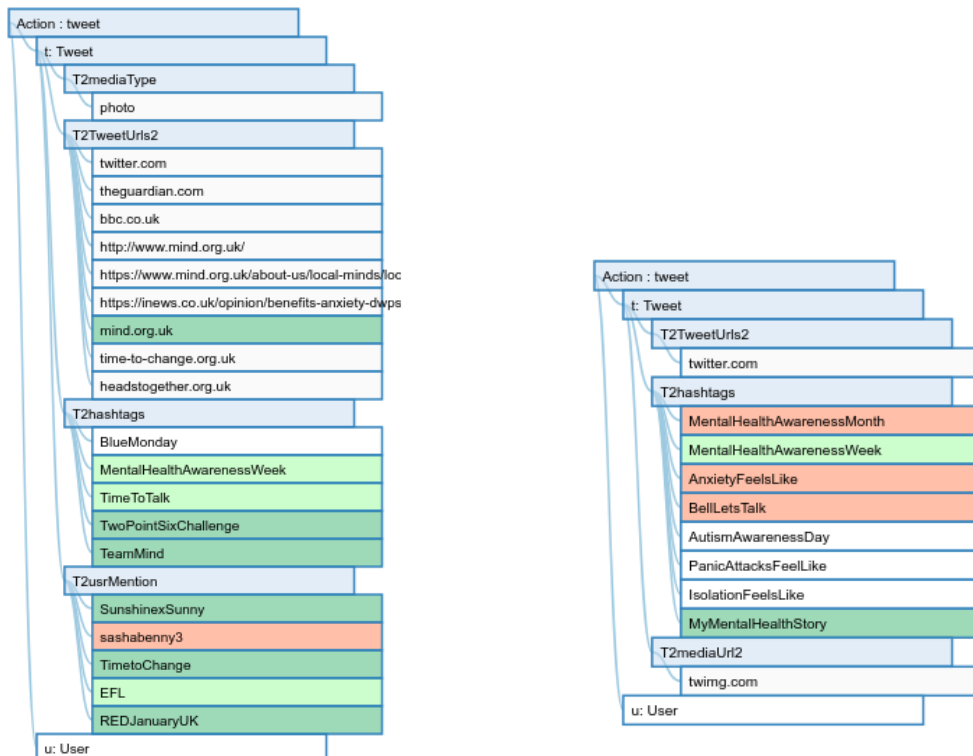 Action : tweet
t: Tweet
T2mediaType
photo
T2TweetUrls2
twitter.com
theguardian.com
bbc.co.uk
http://www.mind.org.uk/
https://www.mind.org.uk/about-us/local-minds/loc
https://inews.co.uk/opinion/benefits-anxiety-dwps
mind.org.uk
time-to-change.org.uk
headstogether.org.uk
T2hashtags
BlueMonday
MentalHealthAwarenessWeek
TimeToTalk
TwoPointSixChallenge
TeamMind
T2usrMention
SunshinexSunny
sashabenny3
TimetoChange
EFL
REDJanuaryUK
u: User
Action : tweet
t: Tweet
T2TweetUrls2
twitter.com
T2hashtags
MentalHealthAwarenessMonth
MentalHealthAwarenessWeek
AnxietyFeelsLike
BellLetsTalk
AutismAwarenessDay
PanicAttacksFeelLike
IsolationFeelsLike
MyMentalHealthStory
T2mediaUrl2
twimg.com
u: User